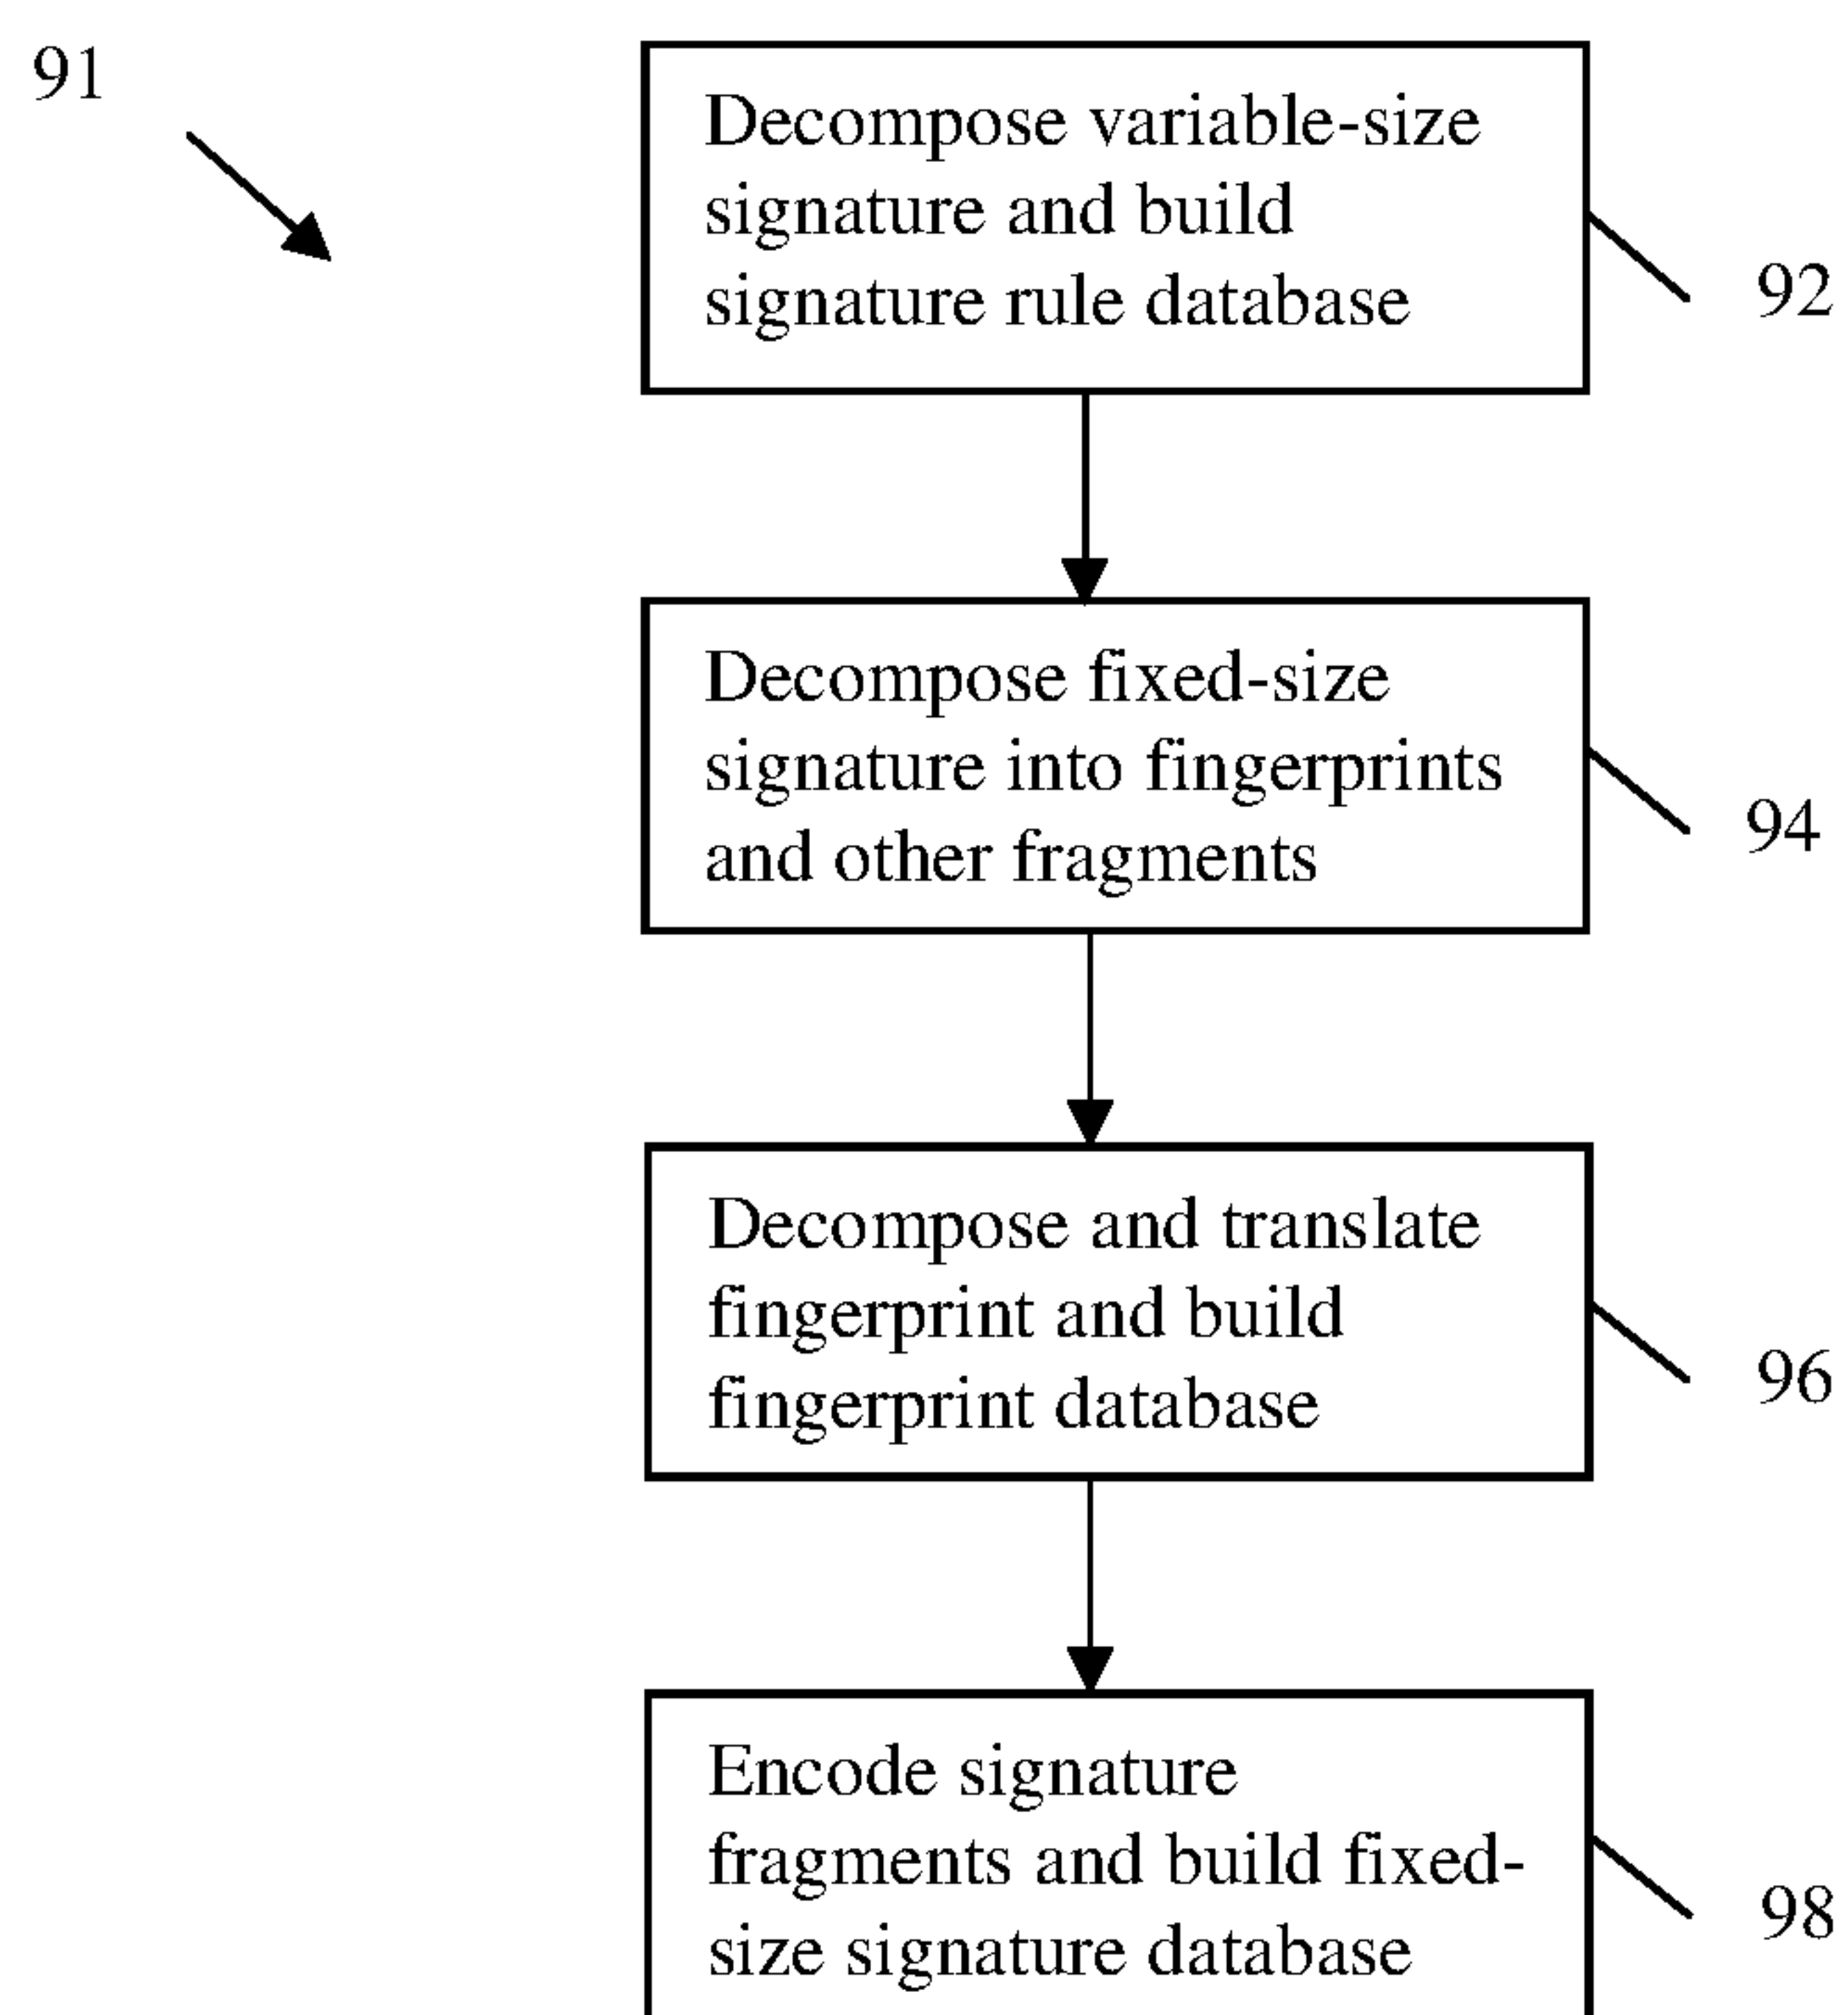 91
Decompose variable-size
signature and build
signature rule database
92
Decompose fixed-size
signature into fingerprints
and other fragments
94
Decompose and translate
fingerprint and build
fingerprint database
96
Encode signature
fragments and build fixed-
size signature database
98